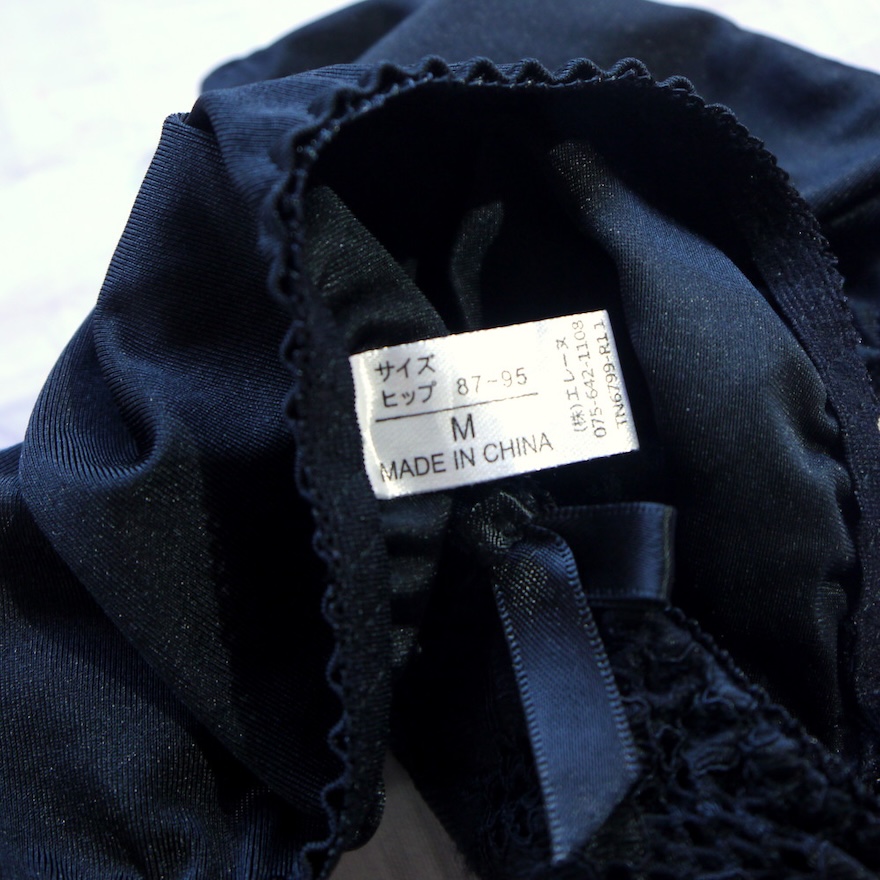 サイズ
ヒップ 87~95
M
MADE IN CHINA
(株)エレーヌ
075-642-1108
TN6799-R11